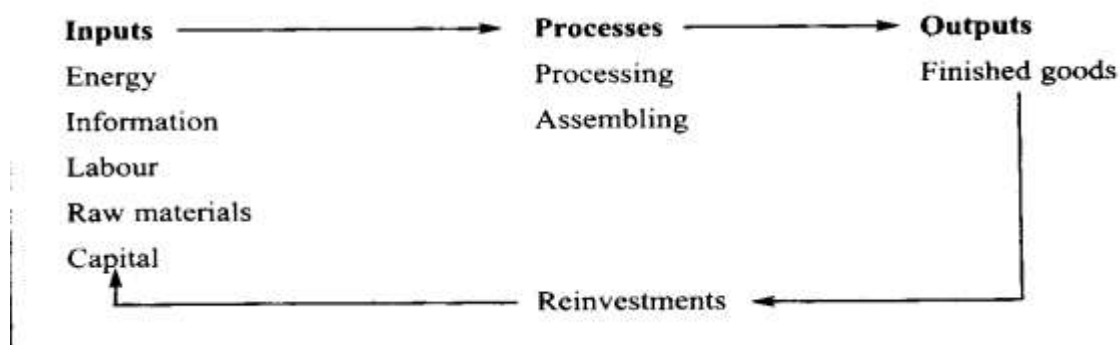 Inputs Processes Outputs
Energy Processing Finished goods
Information Assembling
Labour
Raw materials
Capital
Reinvestments